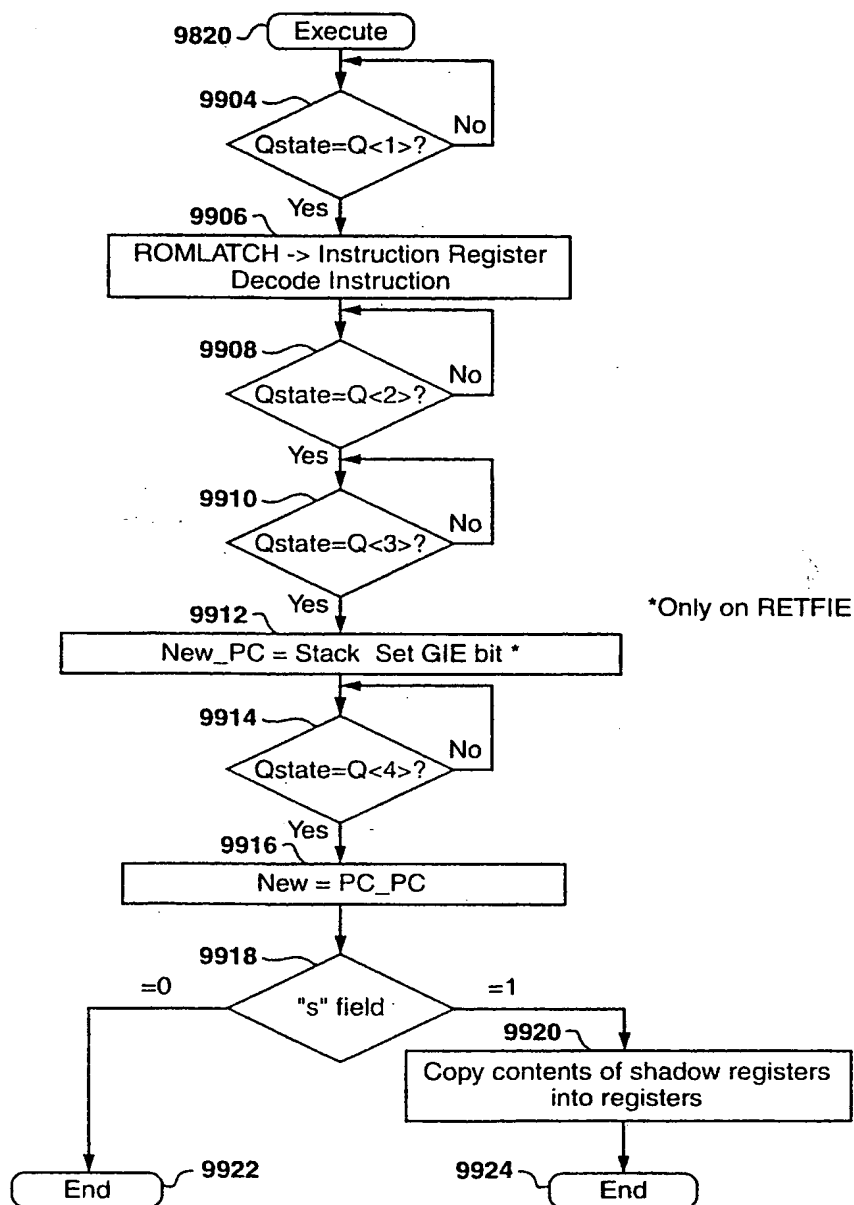 9820 Execute
9904
Qstate=Q<1>?
No
Yes
9906
ROMLATCH -> Instruction Register
Decode Instruction
9908
Qstate=Q<2>?
No
Yes
9910
Qstate=Q<3>?
No
Yes
9912
New_PC = Stack Set GIE bit *
*Only on RETFIE
9914
Qstate=Q<4>?
No
Yes
9916
New = PC_PC
9918
"s" field
=0
=1
9920
Copy contents of shadow registers
into registers
End 9922
9924 End